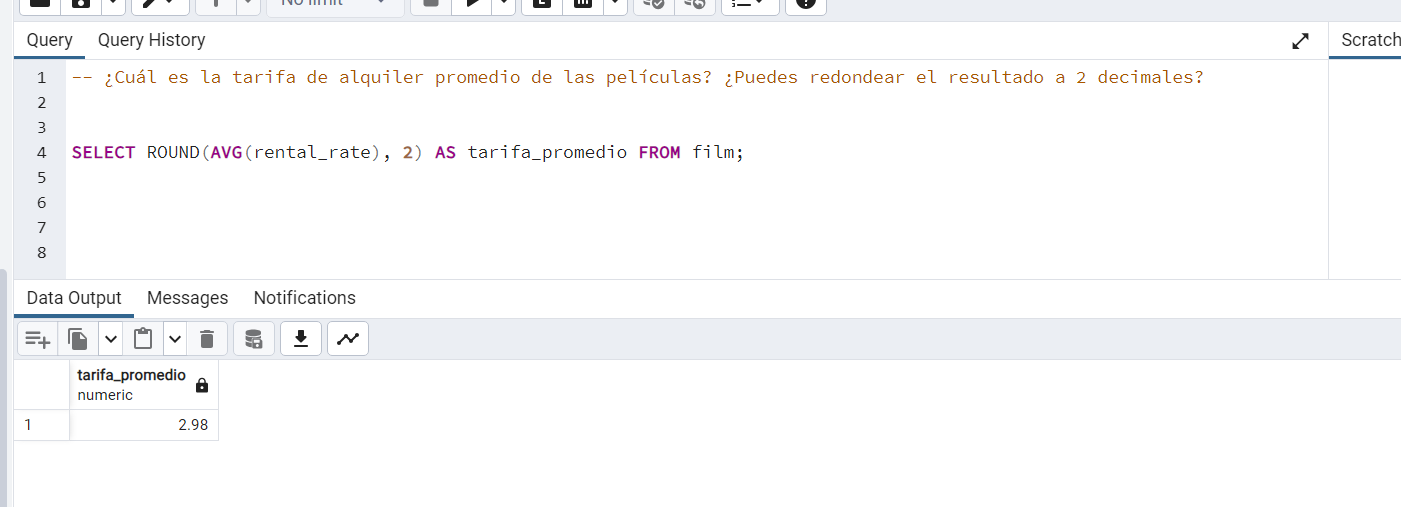 No limit
Query Query History Scratch
1 -- ¿Cuál es la tarifa de alquiler promedio de las películas? ¿Puedes redondear el resultado a 2 decimales?
2
3
4 SELECT ROUND(AVG(rental_rate), 2) AS tarifa_promedio FROM film;
5
6
7
8
Data Output Messages Notifications
tarifa_promedio
numeric
1 2.98